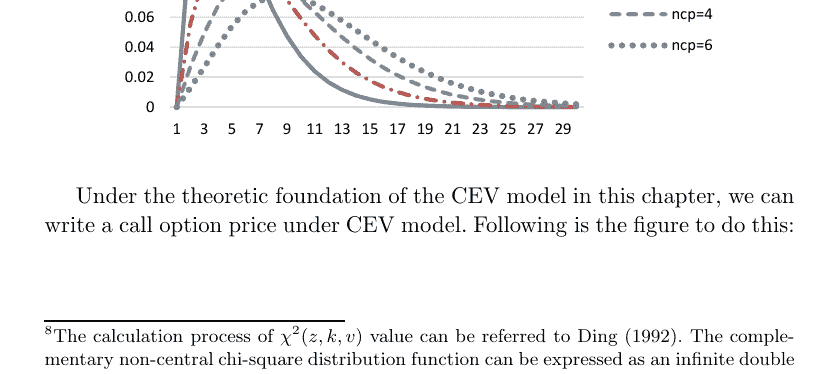 0.06
0.04
0.02
0
1 3 5 7 9 11 13 15 17 19 21 23 25 27 29
ncp=4
ncp=6
Under the theoretic foundation of the CEV model in this chapter, we can
write a call option price under CEV model. Following is the figure to do this:
⁸The calculation process of χ²(z, k, v) value can be referred to Ding (1992). The comple-
mentary non-central chi-square distribution function can be expressed as an infinite double